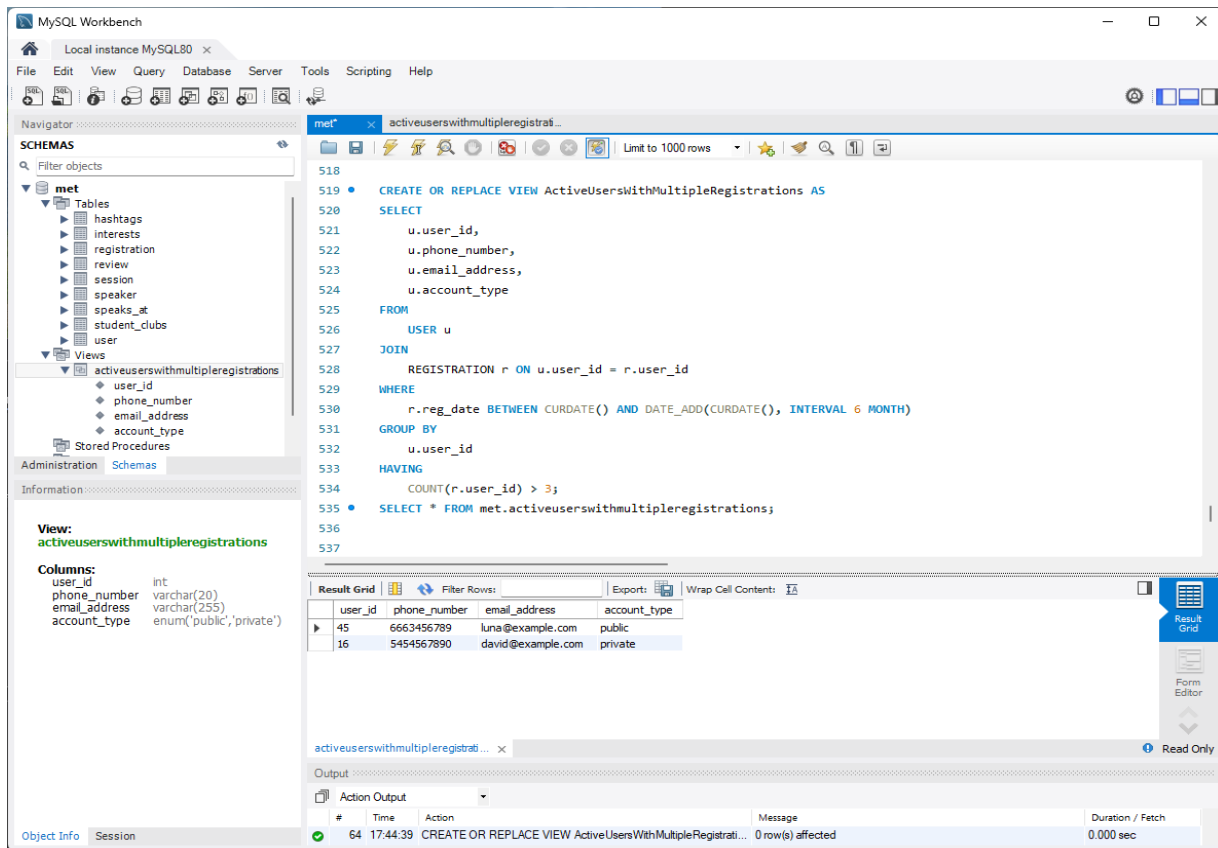 MySQL Workbench
Local instance MySQL80
File Edit View Query Database Server Tools Scripting Help
Navigator
SCHEMAS
Filter objects
met
Tables
hashtags
interests
registration
review
session
speaker
speaks_at
student_clubs
user
Views
activeuserswithmultipleregistrations
user_id
phone_number
email_address
account_type
Stored Procedures
Administration Schemas
Information
View:
activeuserswithmultipleregistrations
Columns:
user_id int
phone_number varchar(20)
email_address varchar(255)
account_type enum('public','private')
Object Info Session
met* activeuserswithmultipleregistrati...
Limit to 1000 rows
518
519 CREATE OR REPLACE VIEW ActiveUsersWithMultipleRegistrations AS
520 SELECT
521 u.user_id,
522 u.phone_number,
523 u.email_address,
524 u.account_type
525 FROM
526 USER u
527 JOIN
528 REGISTRATION r ON u.user_id = r.user_id
529 WHERE
530 r.reg_date BETWEEN CURDATE() AND DATE_ADD(CURDATE(), INTERVAL 6 MONTH)
531 GROUP BY
532 u.user_id
533 HAVING
534 COUNT(r.user_id) > 3;
535 SELECT * FROM met.activeuserswithmultipleregistrations;
536
537
Result Grid Filter Rows: Export: Wrap Cell Content:
user_id phone_number email_address account_type
45 6663456789 luna@example.com public
16 5454567890 david@example.com private
Result
Grid
Form
Editor
activeuserswithmultipleregistrati... Read Only
Output
Action Output
# Time Action Message Duration / Fetch
64 17:44:39 CREATE OR REPLACE VIEW ActiveUsersWithMultipleRegistrati... 0 row(s) affected 0.000 sec